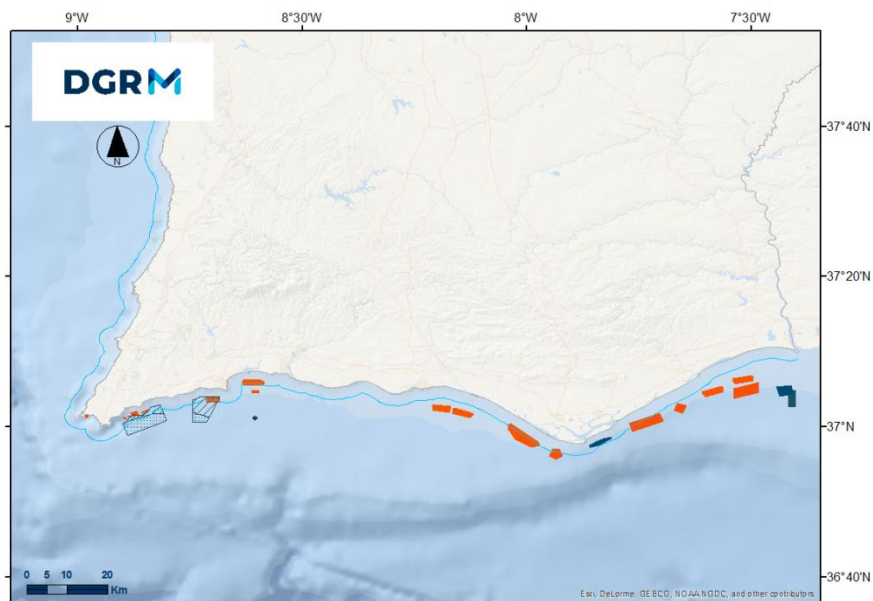 9°W 8°30'W 8°W 7°30'W
DGRM
37°40'
N
37°20'
37°N
36°40'
0 5 10 20
Km
Esri, DeLorme, GEBCO, NOAA NGDC, and other contributors